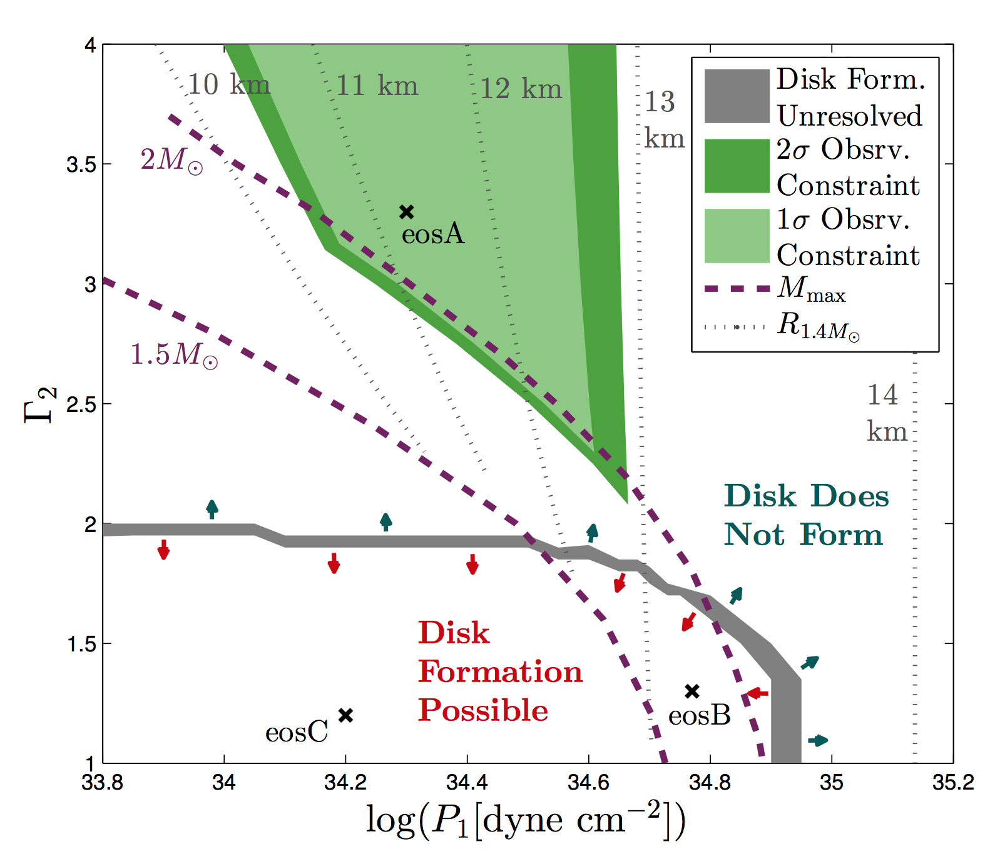 4
3.5
3
2.5
2
1.5
1
33.8
34
34.2
34.4
34.6
34.8
35
35.2
Γ₂
log(P₁[dyne cm⁻²])
10 km
11 km
12 km
13
km
14
km
2M⊙
1.5M⊙
eosA
eosB
eosC
Disk Does
Not Form
Disk
Formation
Possible
Disk Form.
Unresolved
2σ Obsrv.
Constraint
1σ Obsrv.
Constraint
M_max
R_1.4M⊙